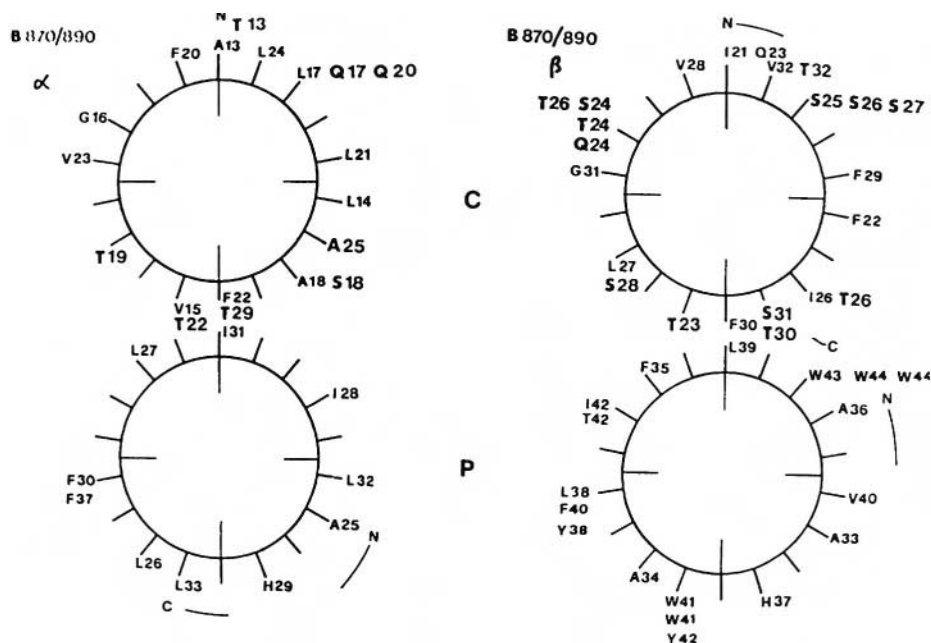 B 870/890
α
N T 13
A13
F20
L24
L17 Q17 Q20
G16
V23
L21
L14
T19
A25
A18 S18
V15
T22
F22
T29
I31
L27
I28
F30
F37
L32
A25
N
L26
L33
H29
C
C
P
B 870/890
β
N
I21 Q23
V28
V32 T32
T26 S24
T24
Q24
S25 S26 S27
G31
F29
F22
L27
S28
I26 T26
T23
F30
S31
T30
C
L39
F35
W43 W44 W44
N
I42
T42
A36
L38
F40
Y38
V40
A33
A34
H37
W41
W41
Y42